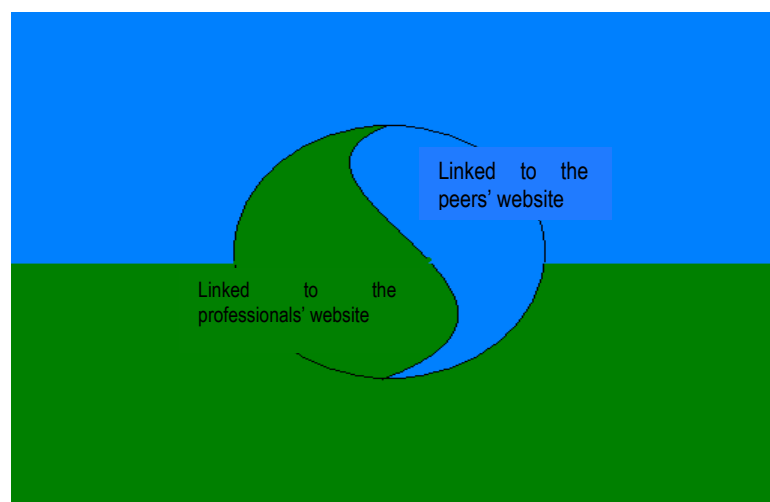 Linked to the
peers’ website
Linked to the
professionals’ website